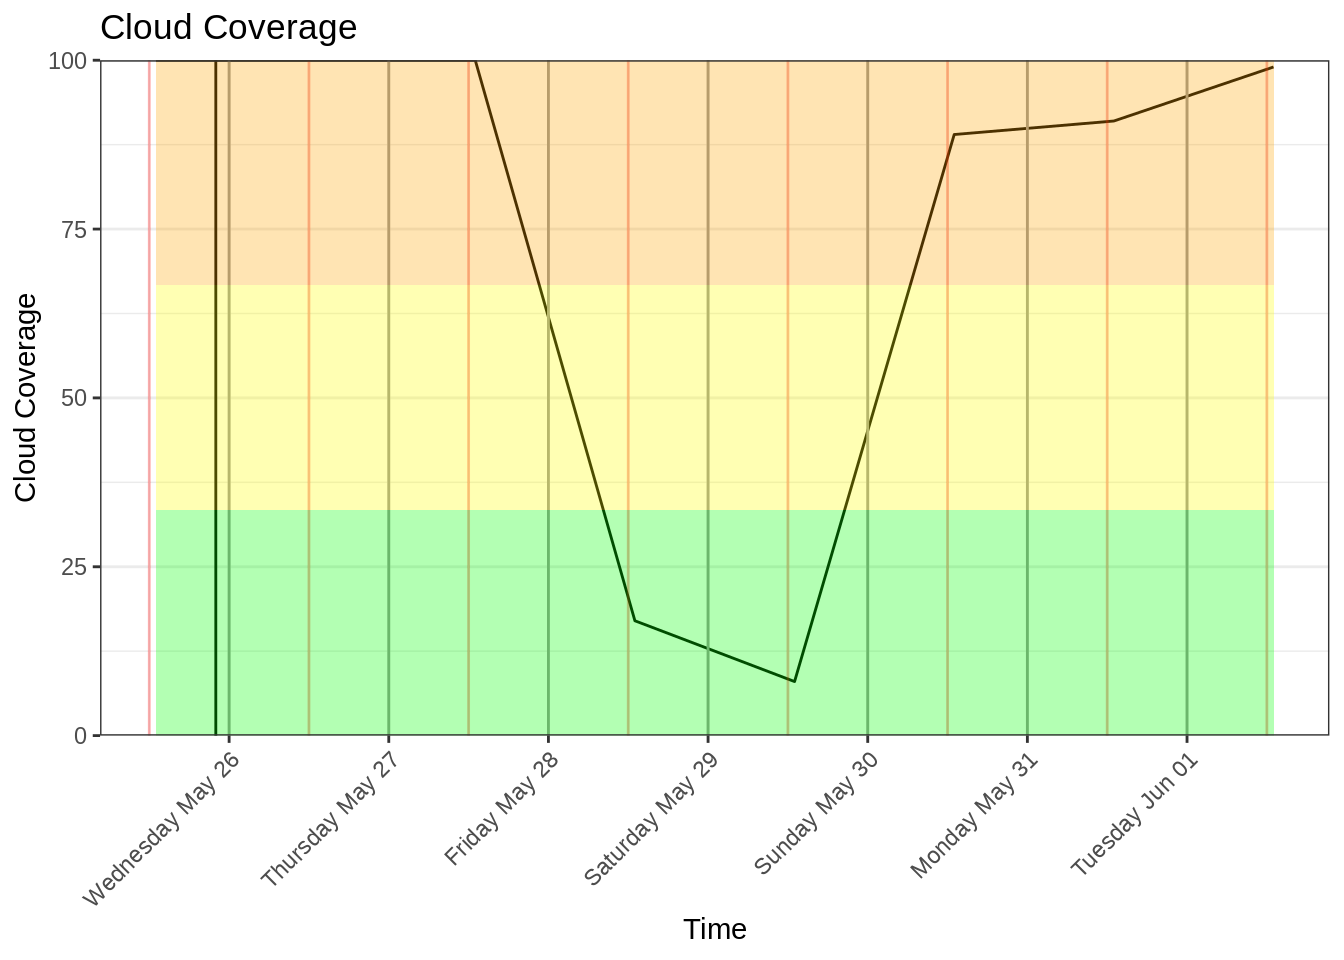 Cloud Coverage
100
75
50
25
0
Cloud Coverage
Wednesday May 26
Thursday May 27
Friday May 28
Saturday May 29
Sunday May 30
Monday May 31
Tuesday Jun 01
Time